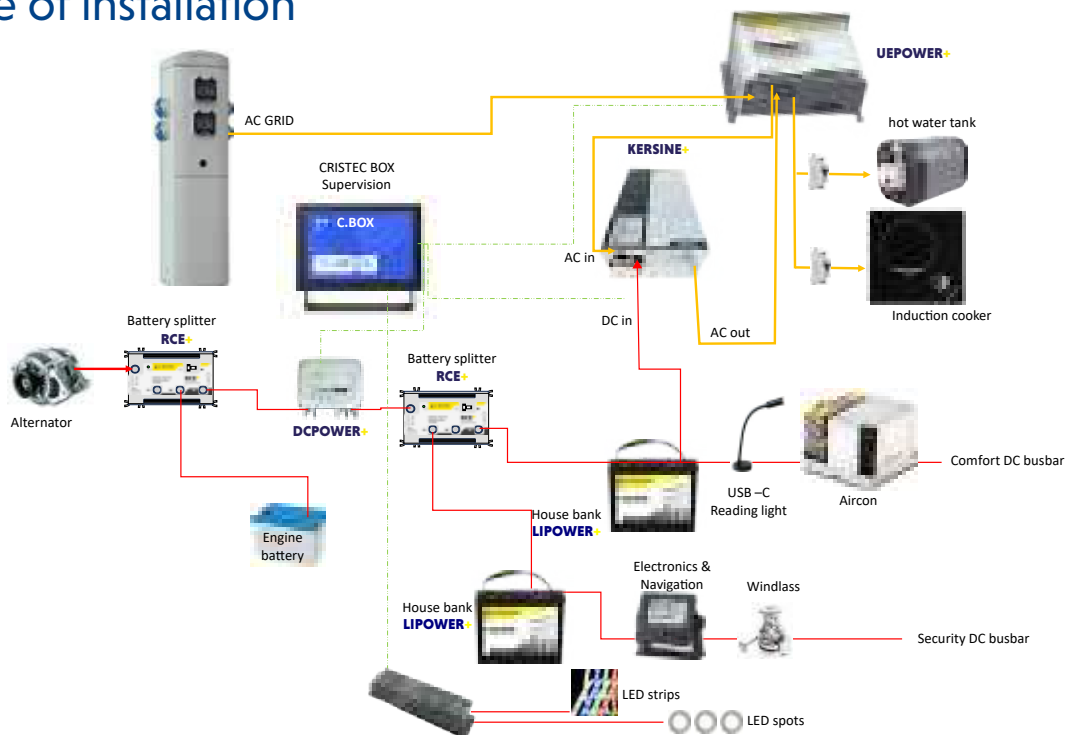 e of installation
UEPOWER+
AC GRID
hot water tank
KERSINE+
CRISTEC BOX
Supervision
C.BOX
AC in
Induction cooker
DC in
AC out
Battery splitter
RCE+
Battery splitter
RCE+
Alternator
DCPOWER+
Comfort DC busbar
USB –C
Reading light
Aircon
House bank
LIPOWER+
Engine
battery
Electronics &
Navigation
Windlass
House bank
LIPOWER+
Security DC busbar
LED strips
LED spots